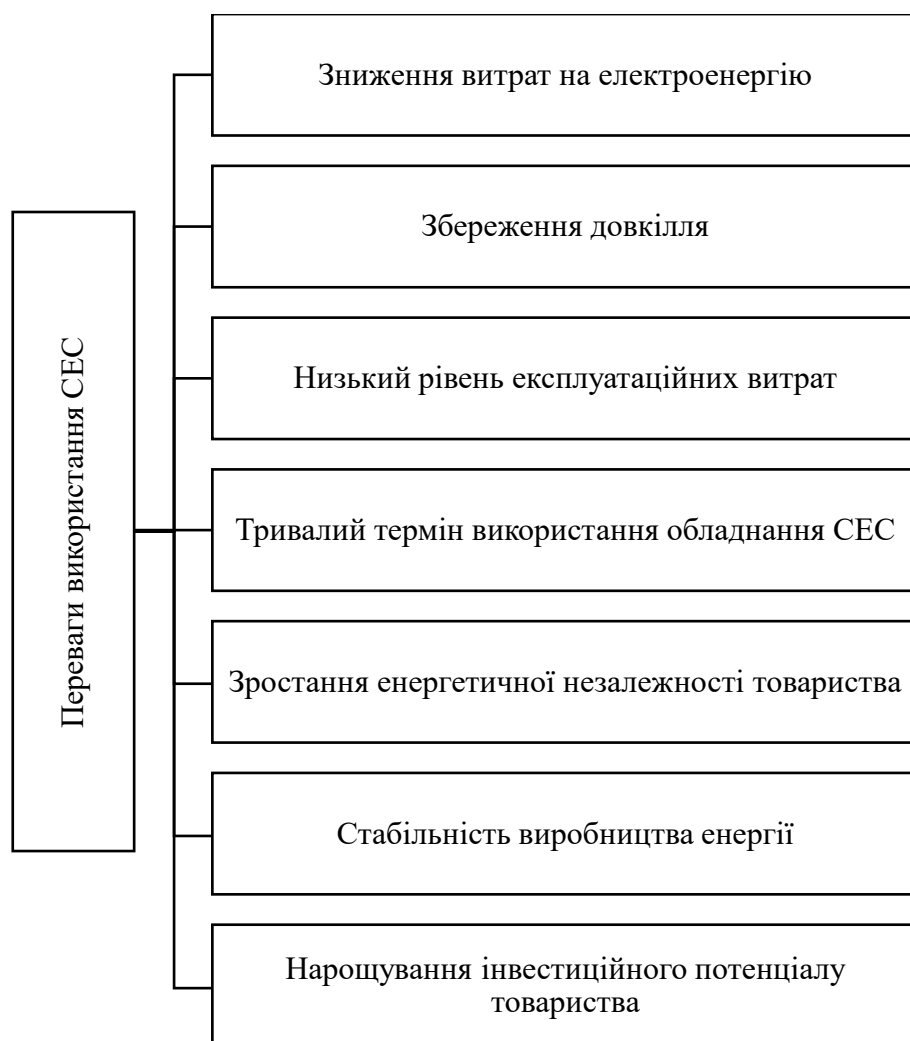 Переваги використання СЕС
Зниження витрат на електроенергію
Збереження довкілля
Низький рівень експлуатаційних витрат
Тривалий термін використання обладнання СЕС
Зростання енергетичної незалежності товариства
Стабільність виробництва енергії
Нарощування інвестиційного потенціалу
товариства